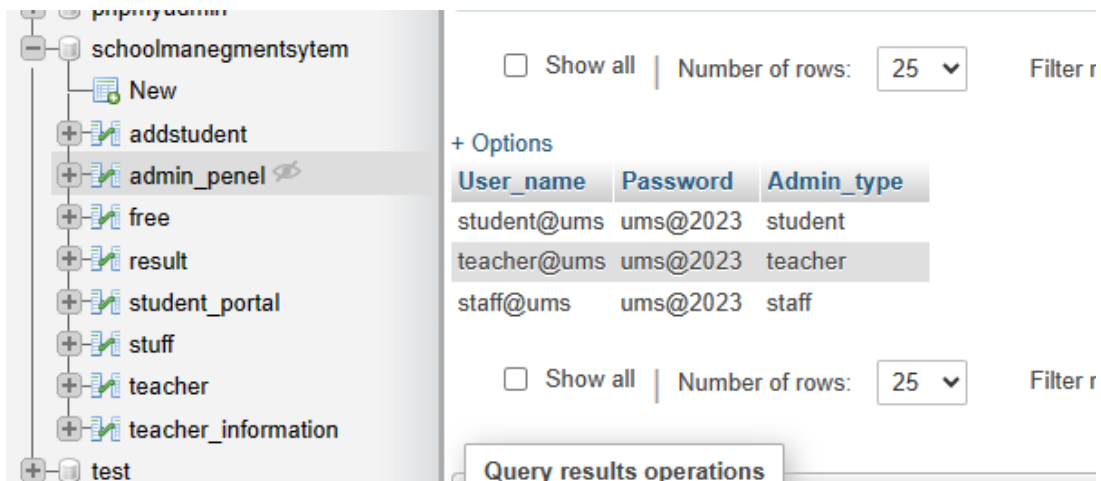 phpmyadmin
schoolmanegmentsytem
New
addstudent
admin_penel
free
result
student_portal
stuff
teacher
teacher_information
test
Show all | Number of rows: 25 Filter r
+ Options
User_name Password Admin_type
student@ums ums@2023 student
teacher@ums ums@2023 teacher
staff@ums ums@2023 staff
Show all | Number of rows: 25 Filter r
Query results operations